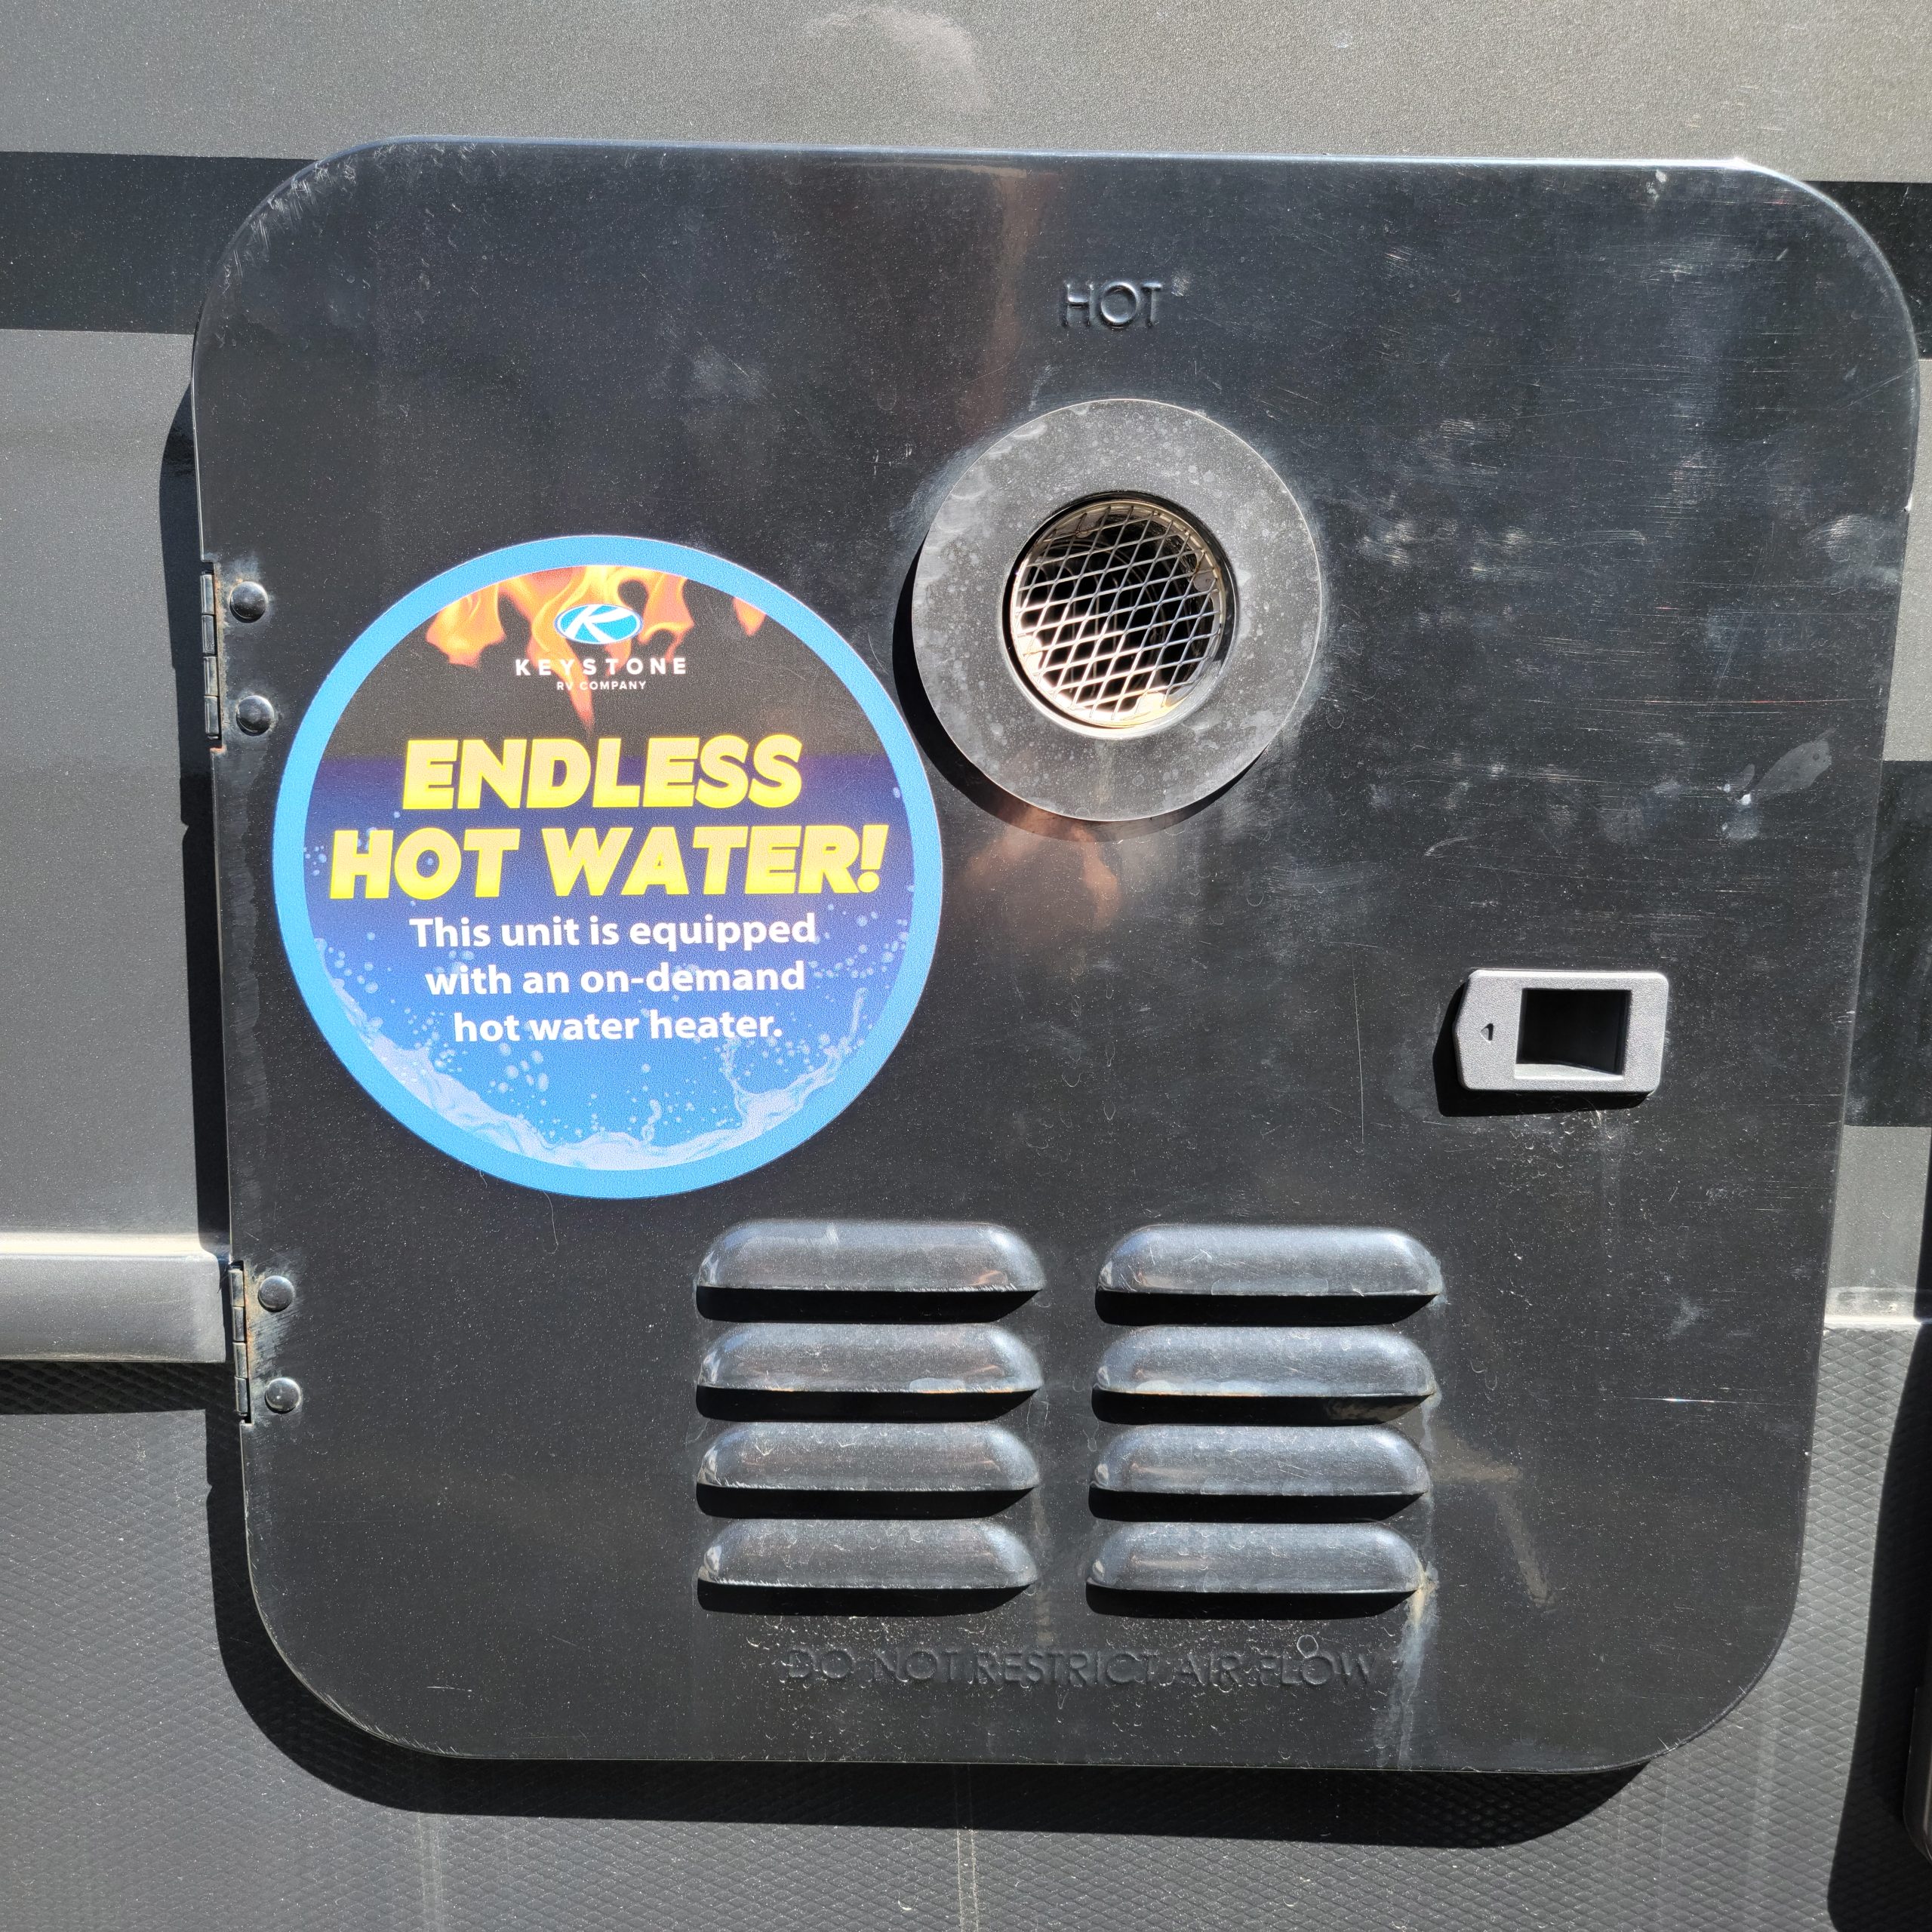 HOT
KEYSTONE
RV COMPANY
ENDLESS
HOT WATER!
This unit is equipped
with an on-demand
hot water heater.
DO NOT RESTRICT AIR FLOW